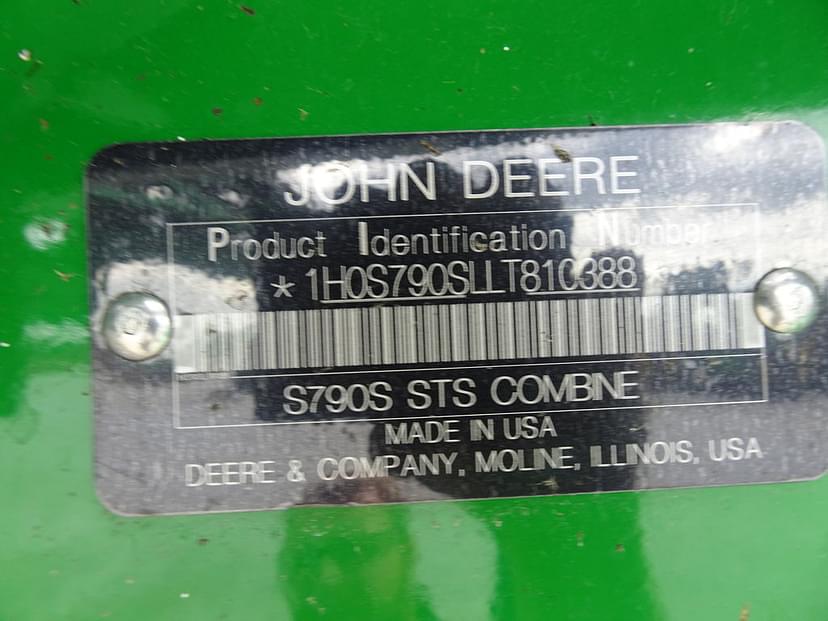 JOHN DEERE
Product Identification Number
*1H0S790SLLT810388
S790S STS COMBINE
MADE IN USA
DEERE & COMPANY, MOLINE, ILLINOIS, USA